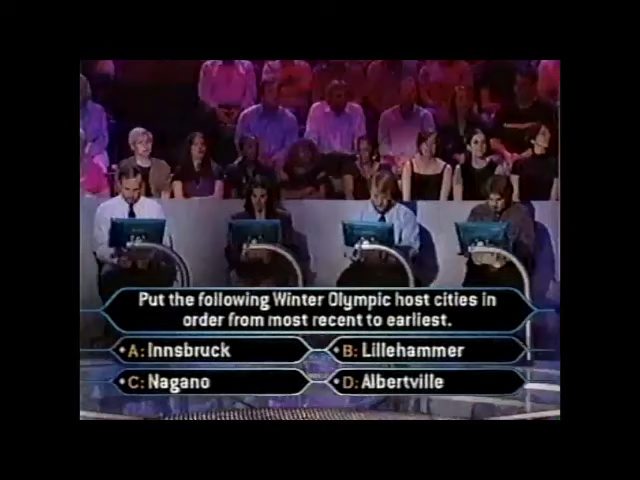 Put the following Winter Olympic host cities in
order from most recent to earliest.
A: Innsbruck
B: Lillehammer
C: Nagano
D: Albertville